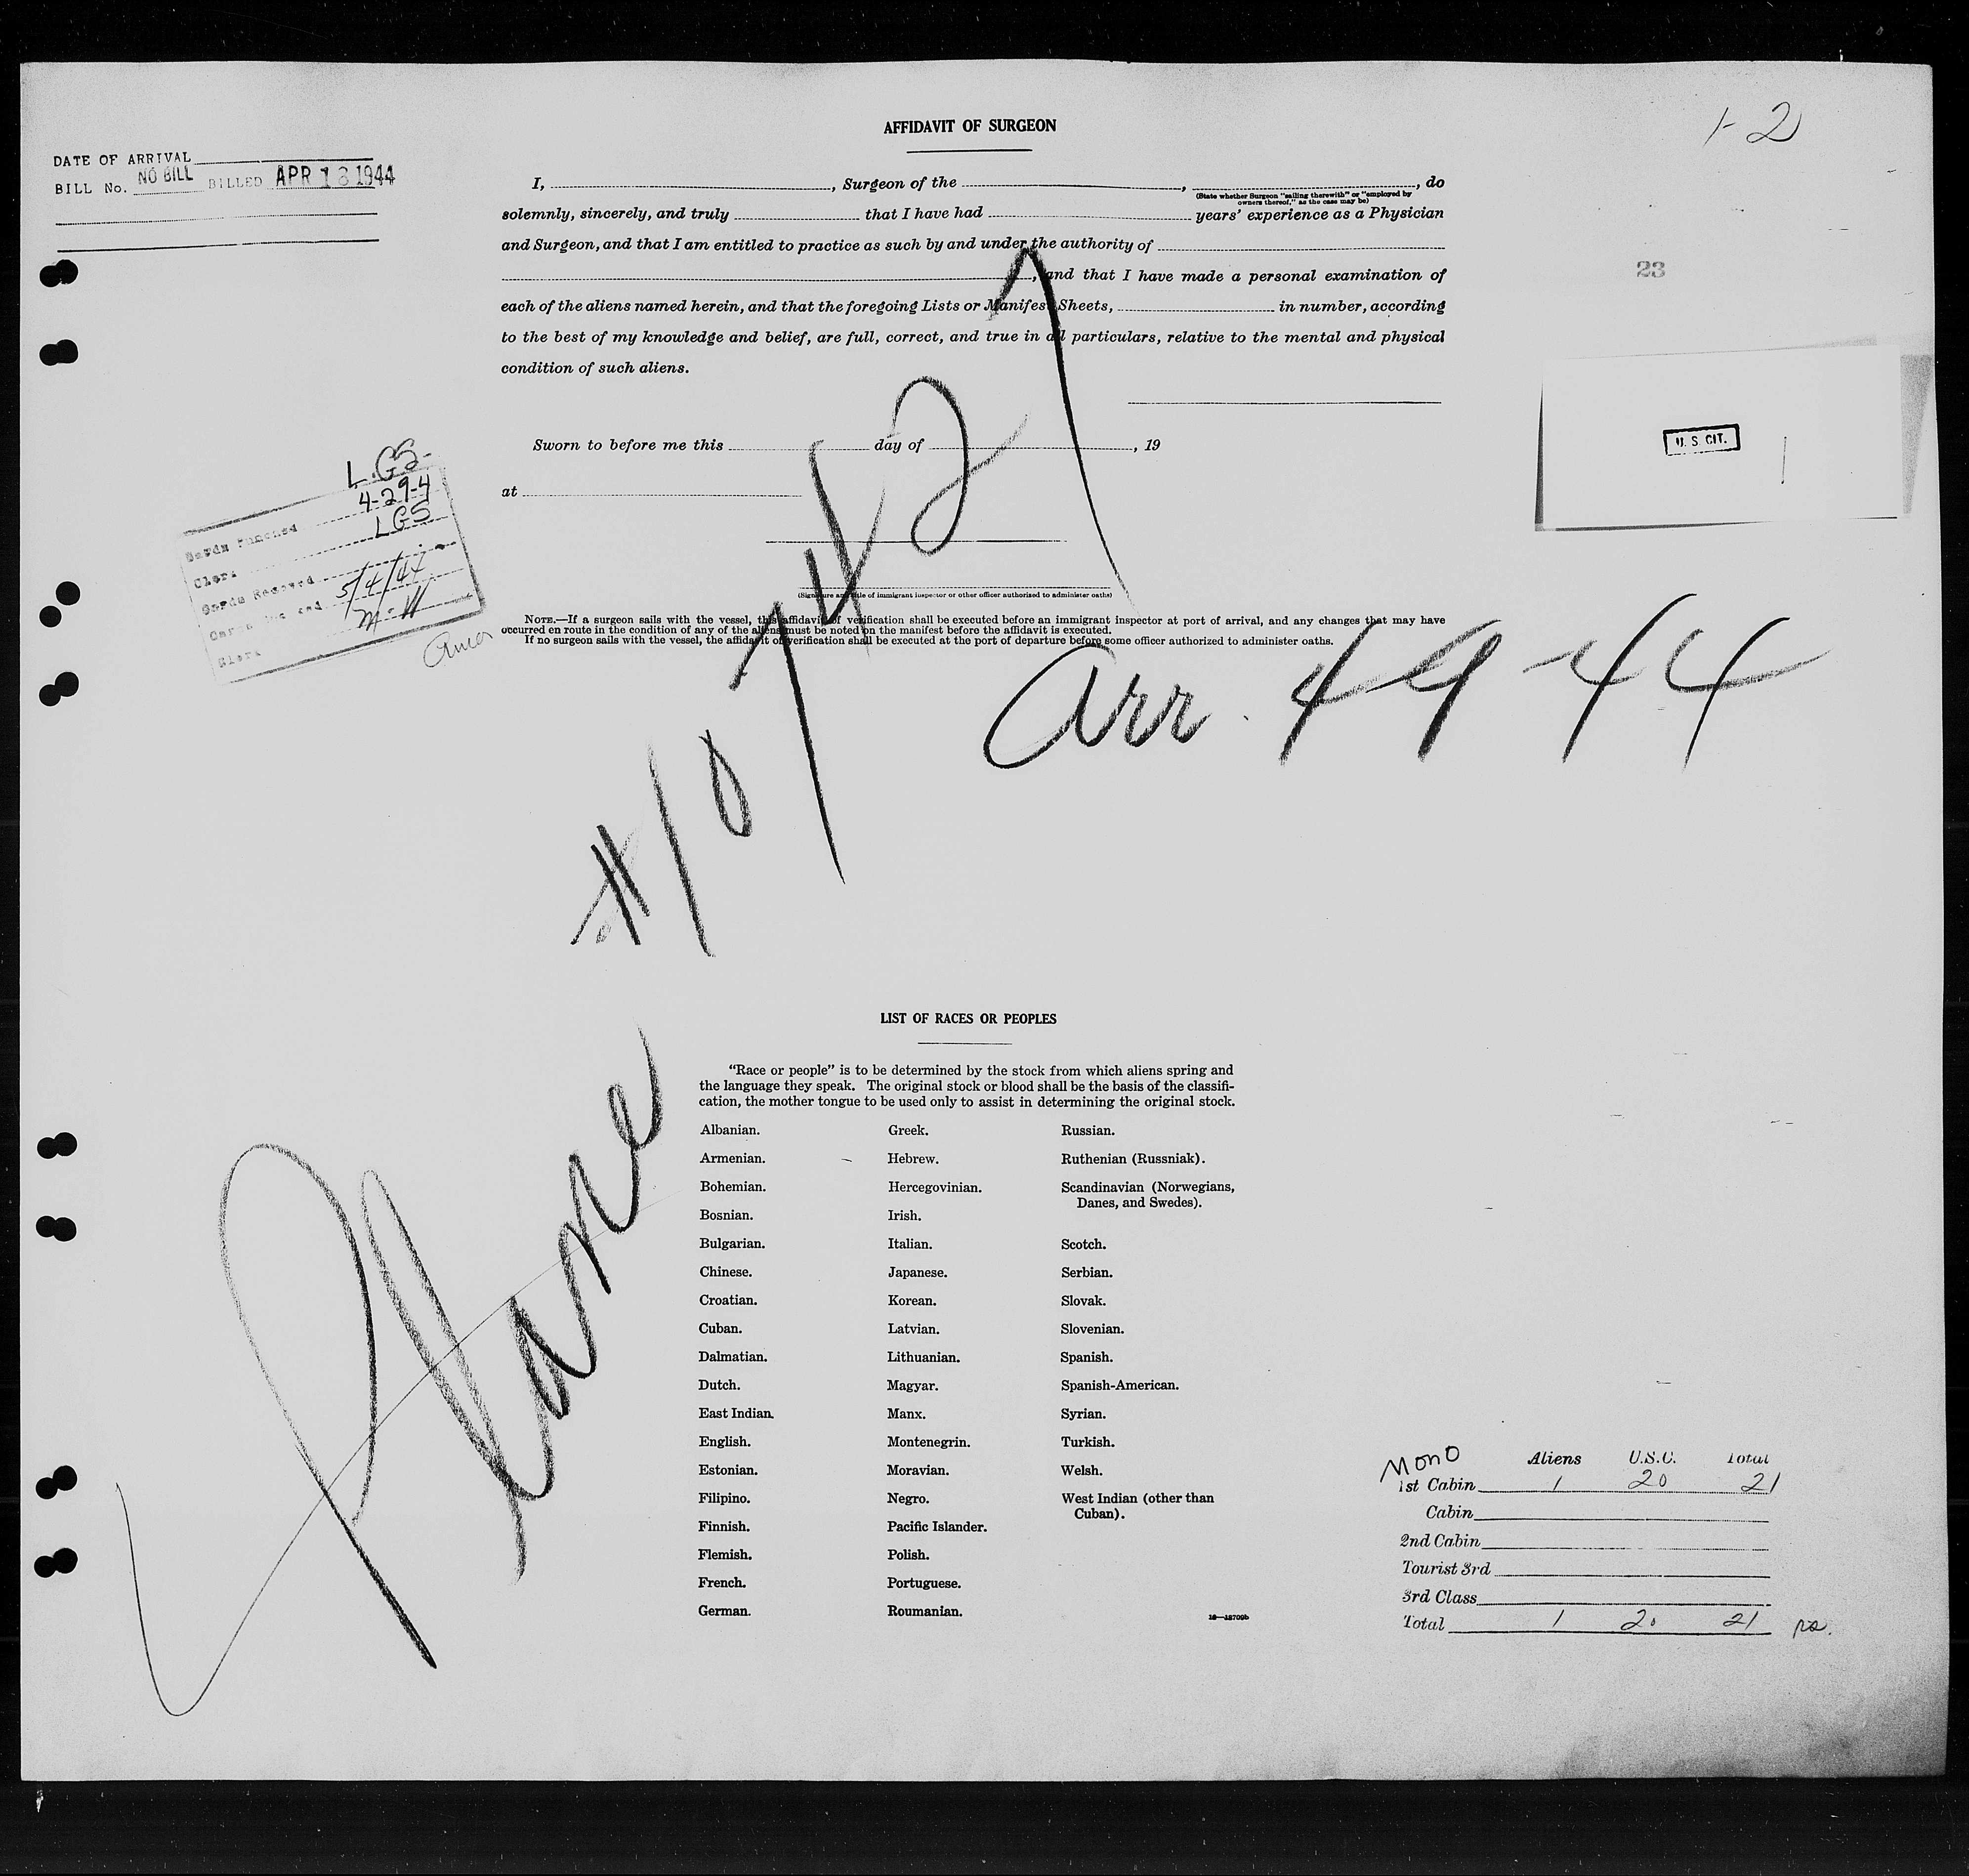 AFFIDAVIT OF SURGEON
1-2
DATE OF ARRIVAL
BILL No. NO BILL BILLED APR 18 1944
I, , Surgeon of the , , do
(State whether Surgeon "sailing therewith" or "employed by
owners thereof," as the case may be)
solemnly, sincerely, and truly that I have had years' experience as a Physician
and Surgeon, and that I am entitled to practice as such by and under the authority of
, and that I have made a personal examination of
23
each of the aliens named herein, and that the foregoing Lists or Manifest Sheets, in number, according
to the best of my knowledge and belief, are full, correct, and true in all particulars, relative to the mental and physical
condition of such aliens.
U. S. CIT.
Sworn to before me this day of , 19
at
L.GS-
4-29-4
Cards Punched
LGS
Clerk
Cards Removed
5/4/44
M-W
Clerk
(Signature and title of immigrant inspector or other officer authorized to administer oaths)
NOTE.—If a surgeon sails with the vessel, this affidavit of verification shall be executed before an immigrant inspector at port of arrival, and any changes that may have
occurred en route in the condition of any of the aliens must be noted on the manifest before the affidavit is executed.
If no surgeon sails with the vessel, the affidavit of verification shall be executed at the port of departure before some officer authorized to administer oaths.
#107427
Arr. 4-9-44
Plane
LIST OF RACES OR PEOPLES
"Race or people" is to be determined by the stock from which aliens spring and
the language they speak. The original stock or blood shall be the basis of the classifi-
cation, the mother tongue to be used only to assist in determining the original stock.
Albanian. Greek. Russian.
Armenian. Hebrew. Ruthenian (Russniak).
Bohemian. Hercegovinian. Scandinavian (Norwegians,
Danes, and Swedes).
Bosnian. Irish.
Bulgarian. Italian. Scotch.
Chinese. Japanese. Serbian.
Croatian. Korean. Slovak.
Cuban. Latvian. Slovenian.
Dalmatian. Lithuanian. Spanish.
Dutch. Magyar. Spanish-American.
East Indian. Manx. Syrian.
English. Montenegrin. Turkish.
Estonian. Moravian. Welsh.
Filipino. Negro. West Indian (other than
Cuban).
Finnish. Pacific Islander.
Flemish. Polish.
French. Portuguese.
German. Roumanian.
16—18709b
Mono Aliens U.S.C. Total
1st Cabin 1 20 21
Cabin
2nd Cabin
Tourist 3rd
3rd Class
Total 1 20 21